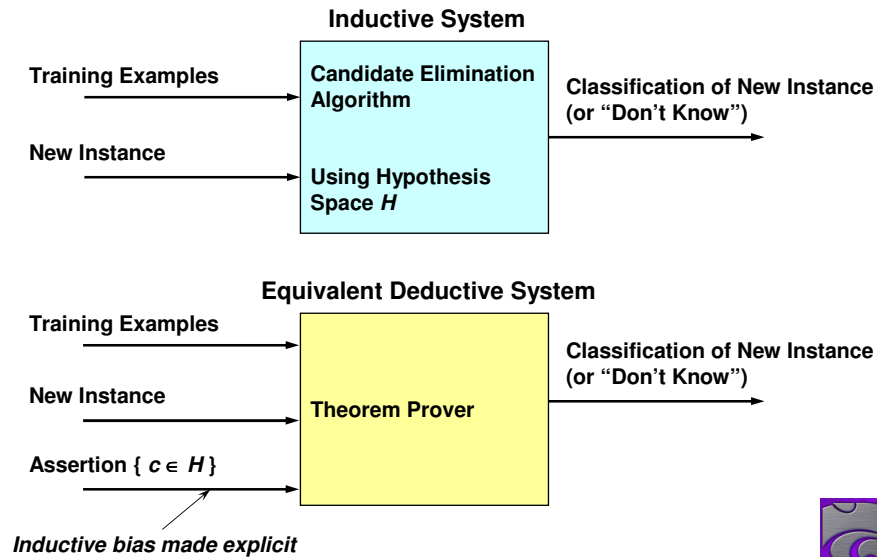 Inductive System
Training Examples
Candidate Elimination
Algorithm
Classification of New Instance
(or “Don’t Know”)
New Instance
Using Hypothesis
Space H
Equivalent Deductive System
Training Examples
Classification of New Instance
(or “Don’t Know”)
New Instance
Theorem Prover
Assertion { c ∈ H }
Inductive bias made explicit